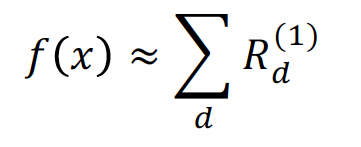 f(x) ≈ ∑_d R_d^{(1)}